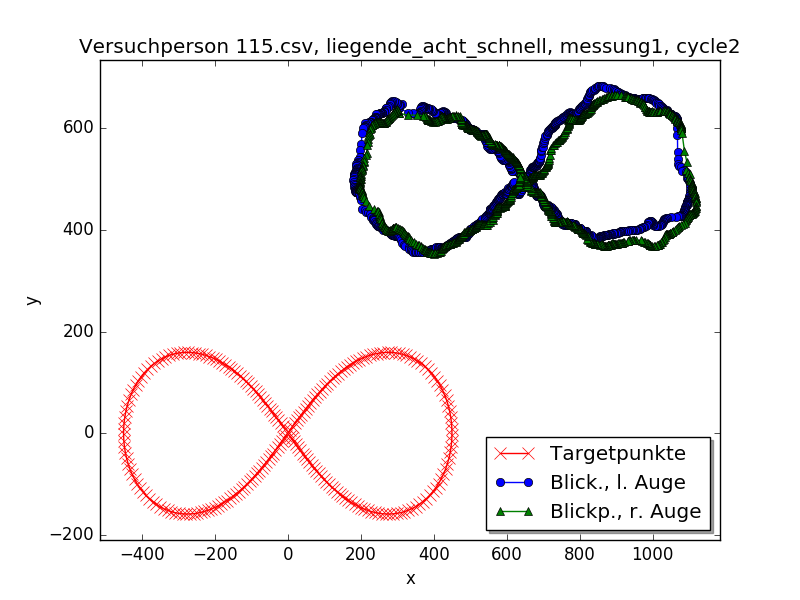 Versuchperson 115.csv, liegende_acht_schnell, messung1, cycle2
600
400
200
0
−200
y
−400
−200
0
200
400
600
800
1000
x
Targetpunkte
Blick., l. Auge
Blickp., r. Auge